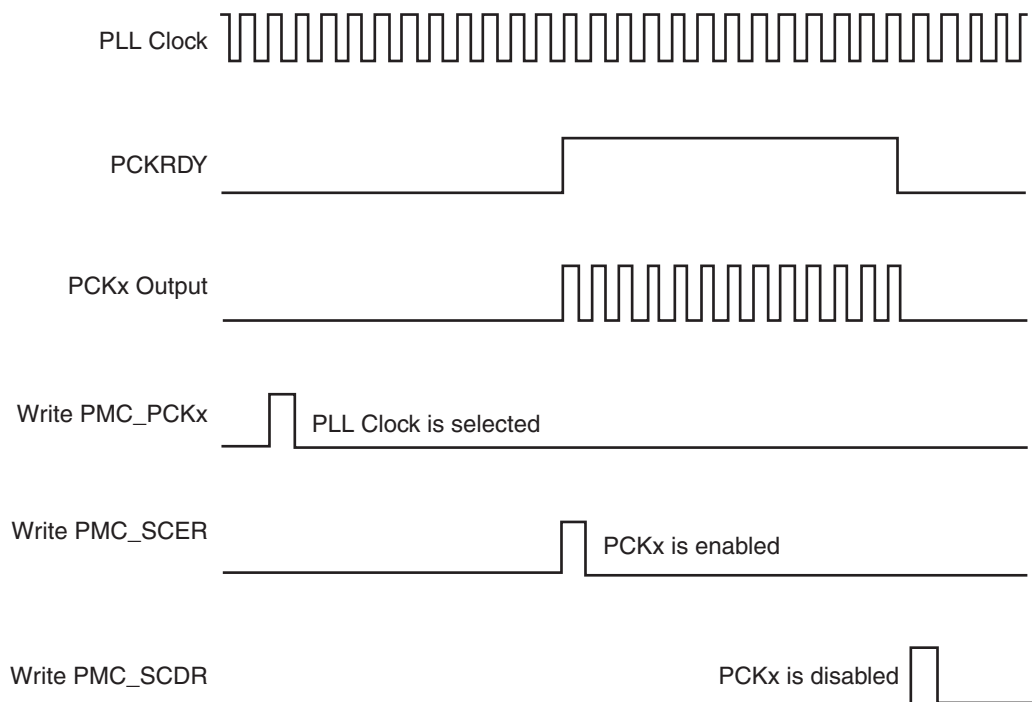 PLL Clock
PCKRDY
PCKx Output
Write PMC_PCKx
PLL Clock is selected
Write PMC_SCER
PCKx is enabled
Write PMC_SCDR
PCKx is disabled